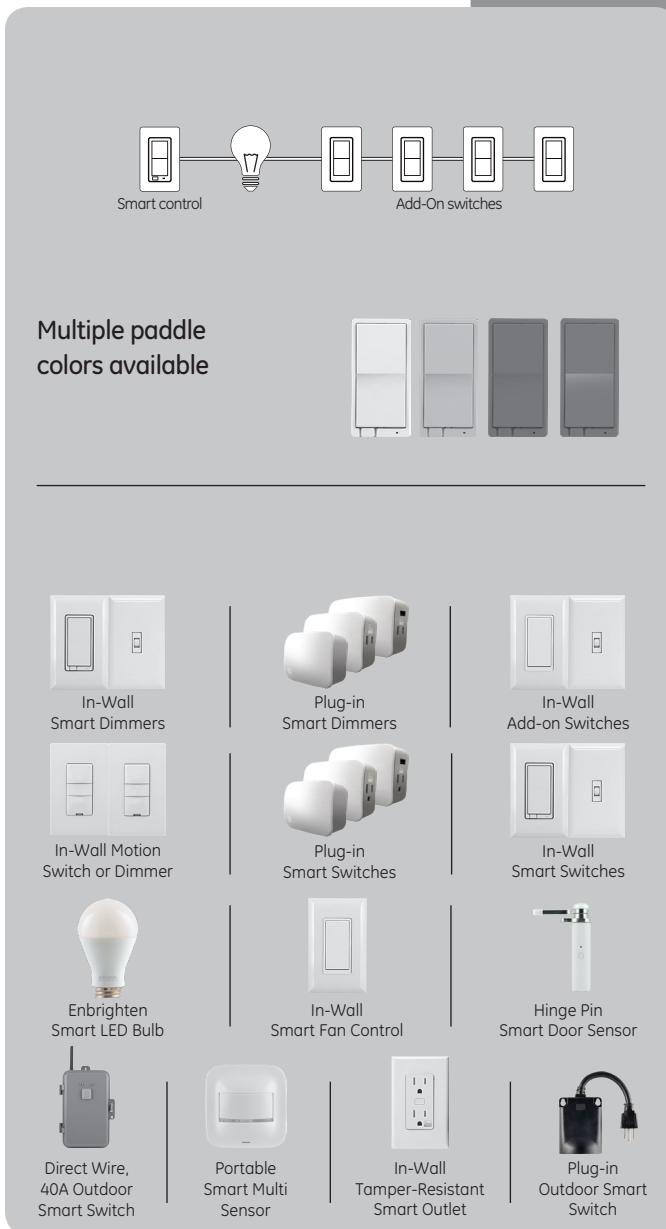 Smart control
Add-On switches
Multiple paddle
colors available
In-Wall
Smart Dimmers
Plug-in
Smart Dimmers
In-Wall
Add-on Switches
In-Wall Motion
Switch or Dimmer
Plug-in
Smart Switches
In-Wall
Smart Switches
Enbrighten
Smart LED Bulb
In-Wall
Smart Fan Control
Hinge Pin
Smart Door Sensor
Direct Wire,
40A Outdoor
Smart Switch
Portable
Smart Multi
Sensor
In-Wall
Tamper-Resistant
Smart Outlet
Plug-in
Outdoor Smart
Switch